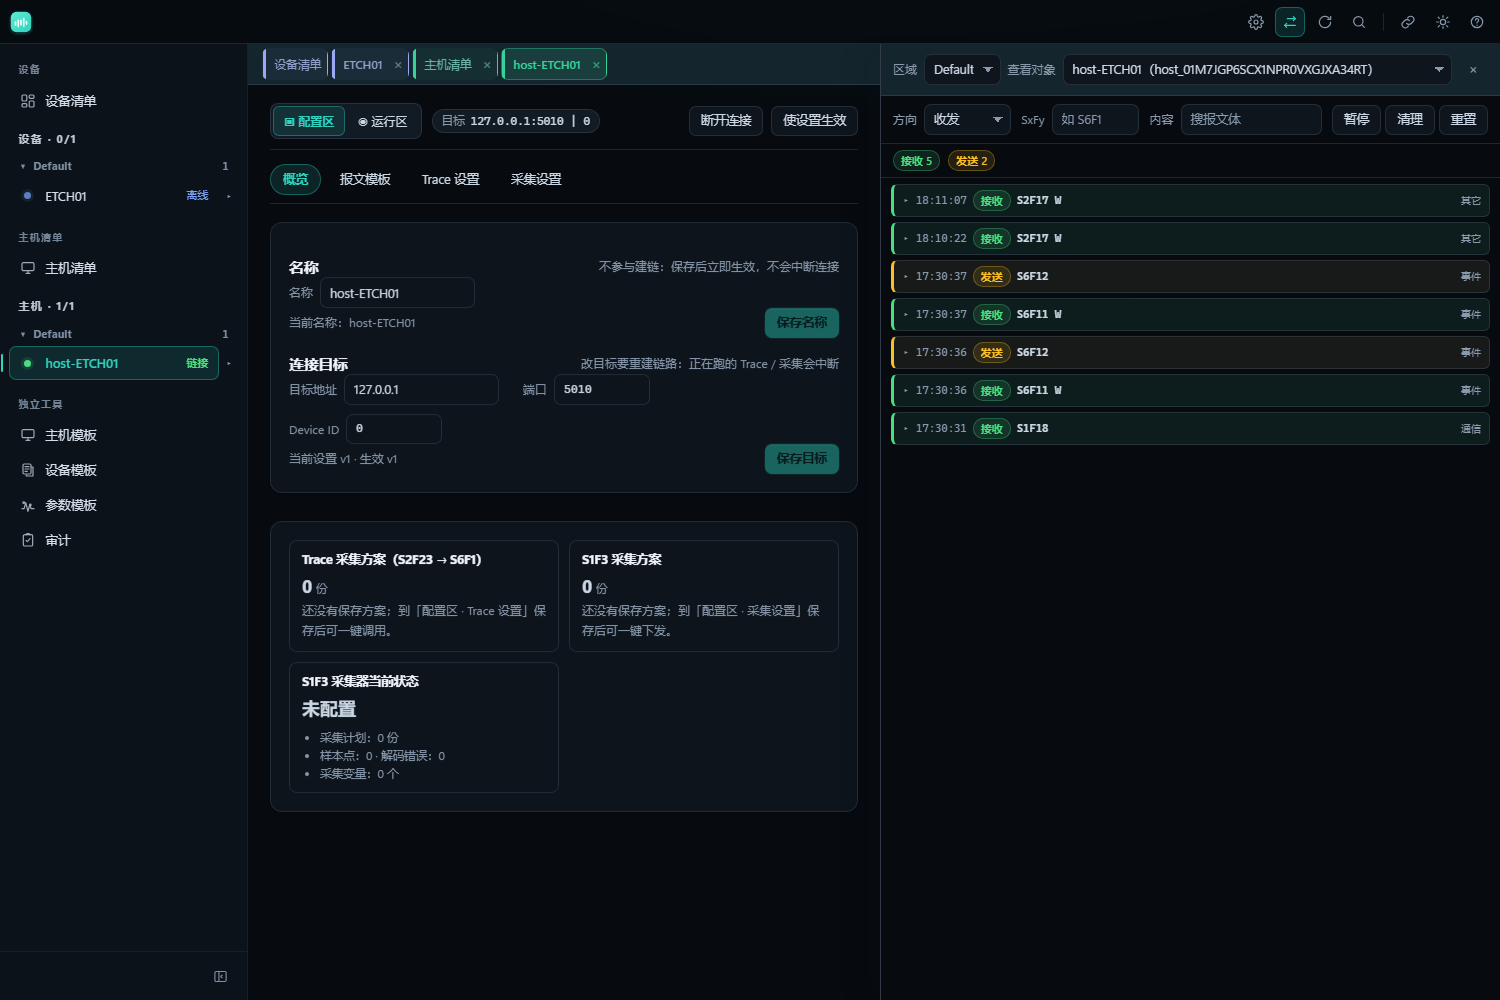 设备
设备清单
设备 · 0/1
Default 1
ETCH01 离线
主机清单
主机清单
主机 · 1/1
Default 1
host-ETCH01 链接
独立工具
主机模板
设备模板
参数模板
审计
设备清单 ETCH01 × 主机清单 × host-ETCH01 ×
配置区 运行区 目标 127.0.0.1:5010 | 0 断开连接 使设置生效
概览 报文模板 Trace 设置 采集设置
名称 不参与建链：保存后立即生效，不会中断连接
名称 host-ETCH01
当前名称：host-ETCH01 保存名称
连接目标 改目标要重建链路：正在跑的 Trace / 采集会中断
目标地址 127.0.0.1 端口 5010
Device ID 0
当前设置 v1 · 生效 v1 保存目标
Trace 采集方案（S2F23 → S6F1）
0 份
还没有保存方案；到「配置区 · Trace 设置」保
存后可一键调用。
S1F3 采集方案
0 份
还没有保存方案；到「配置区 · 采集设置」保
存后可一键下发。
S1F3 采集器当前状态
未配置
• 采集计划：0 份
• 样本点：0 · 解码错误：0
• 采集变量：0 个
区域 Default 查看对象 host-ETCH01（host_01M7JGP6SCX1NPR0VXGJXA34RT） ×
方向 收发 SxFy 如 S6F1 内容 搜报文体 暂停 清理 重置
接收 5 发送 2
18:11:07 接收 S2F17 W 其它
18:10:22 接收 S2F17 W 其它
17:30:37 发送 S6F12 事件
17:30:37 接收 S6F11 W 事件
17:30:36 发送 S6F12 事件
17:30:36 接收 S6F11 W 事件
17:30:31 接收 S1F18 通信